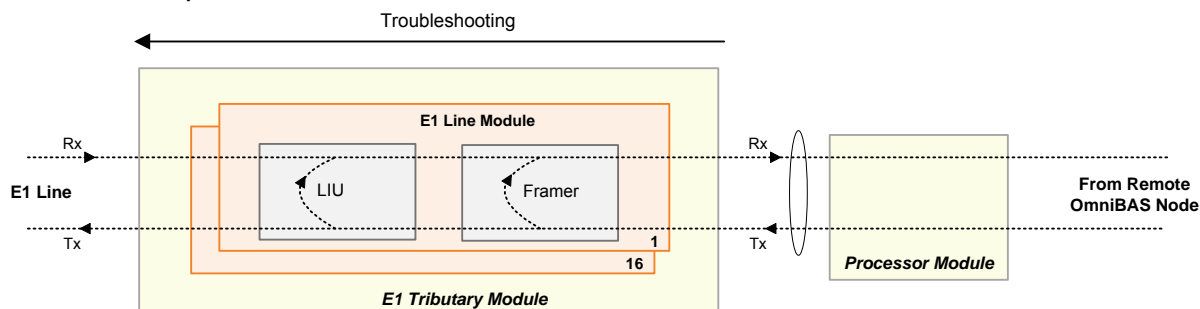 Troubleshooting
E1 Line Module
Rx
Rx
LIU
Framer
E1 Line
From Remote
OmniBAS Node
Tx
Tx
1
16
Processor Module
E1 Tributary Module